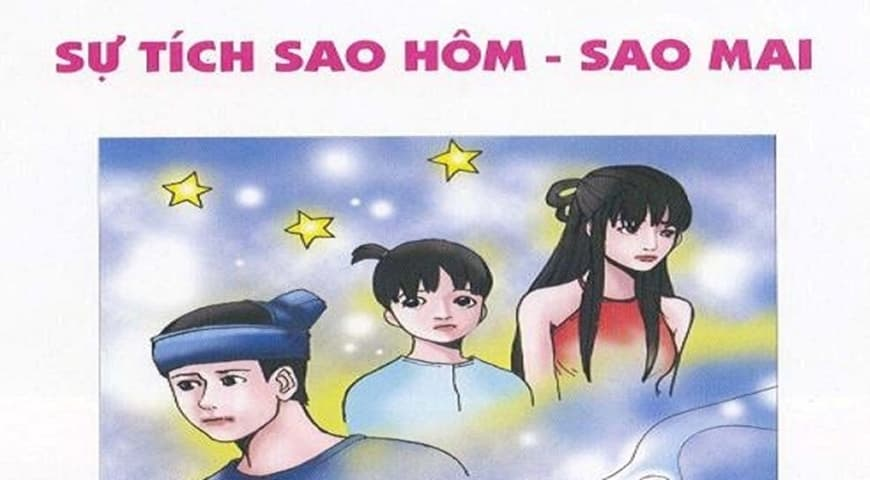 SỰ TÍCH SAO HÔM - SAO MAI